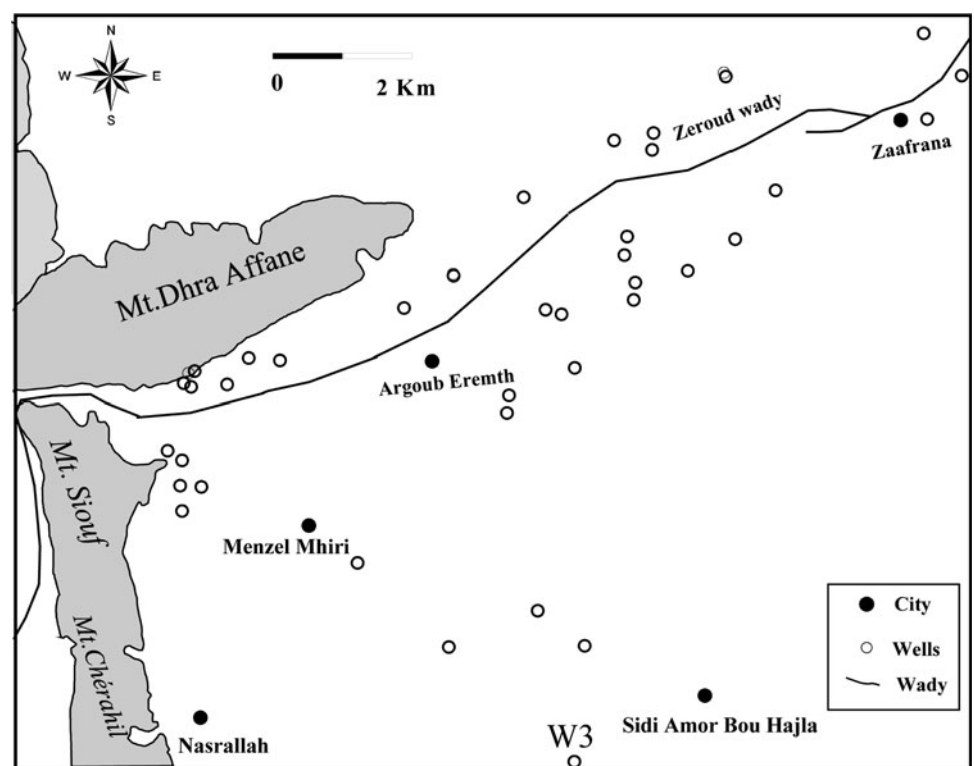 N
W E
S
0 2 Km
Zeroud wady
Zaafrana
Mt.Dhra Affane
Argoub Eremth
Mt. Siouf
Menzel Mhiri
City
Wells
Wady
Mt.Chérahil
Nasrallah
Sidi Amor Bou Hajla
W3